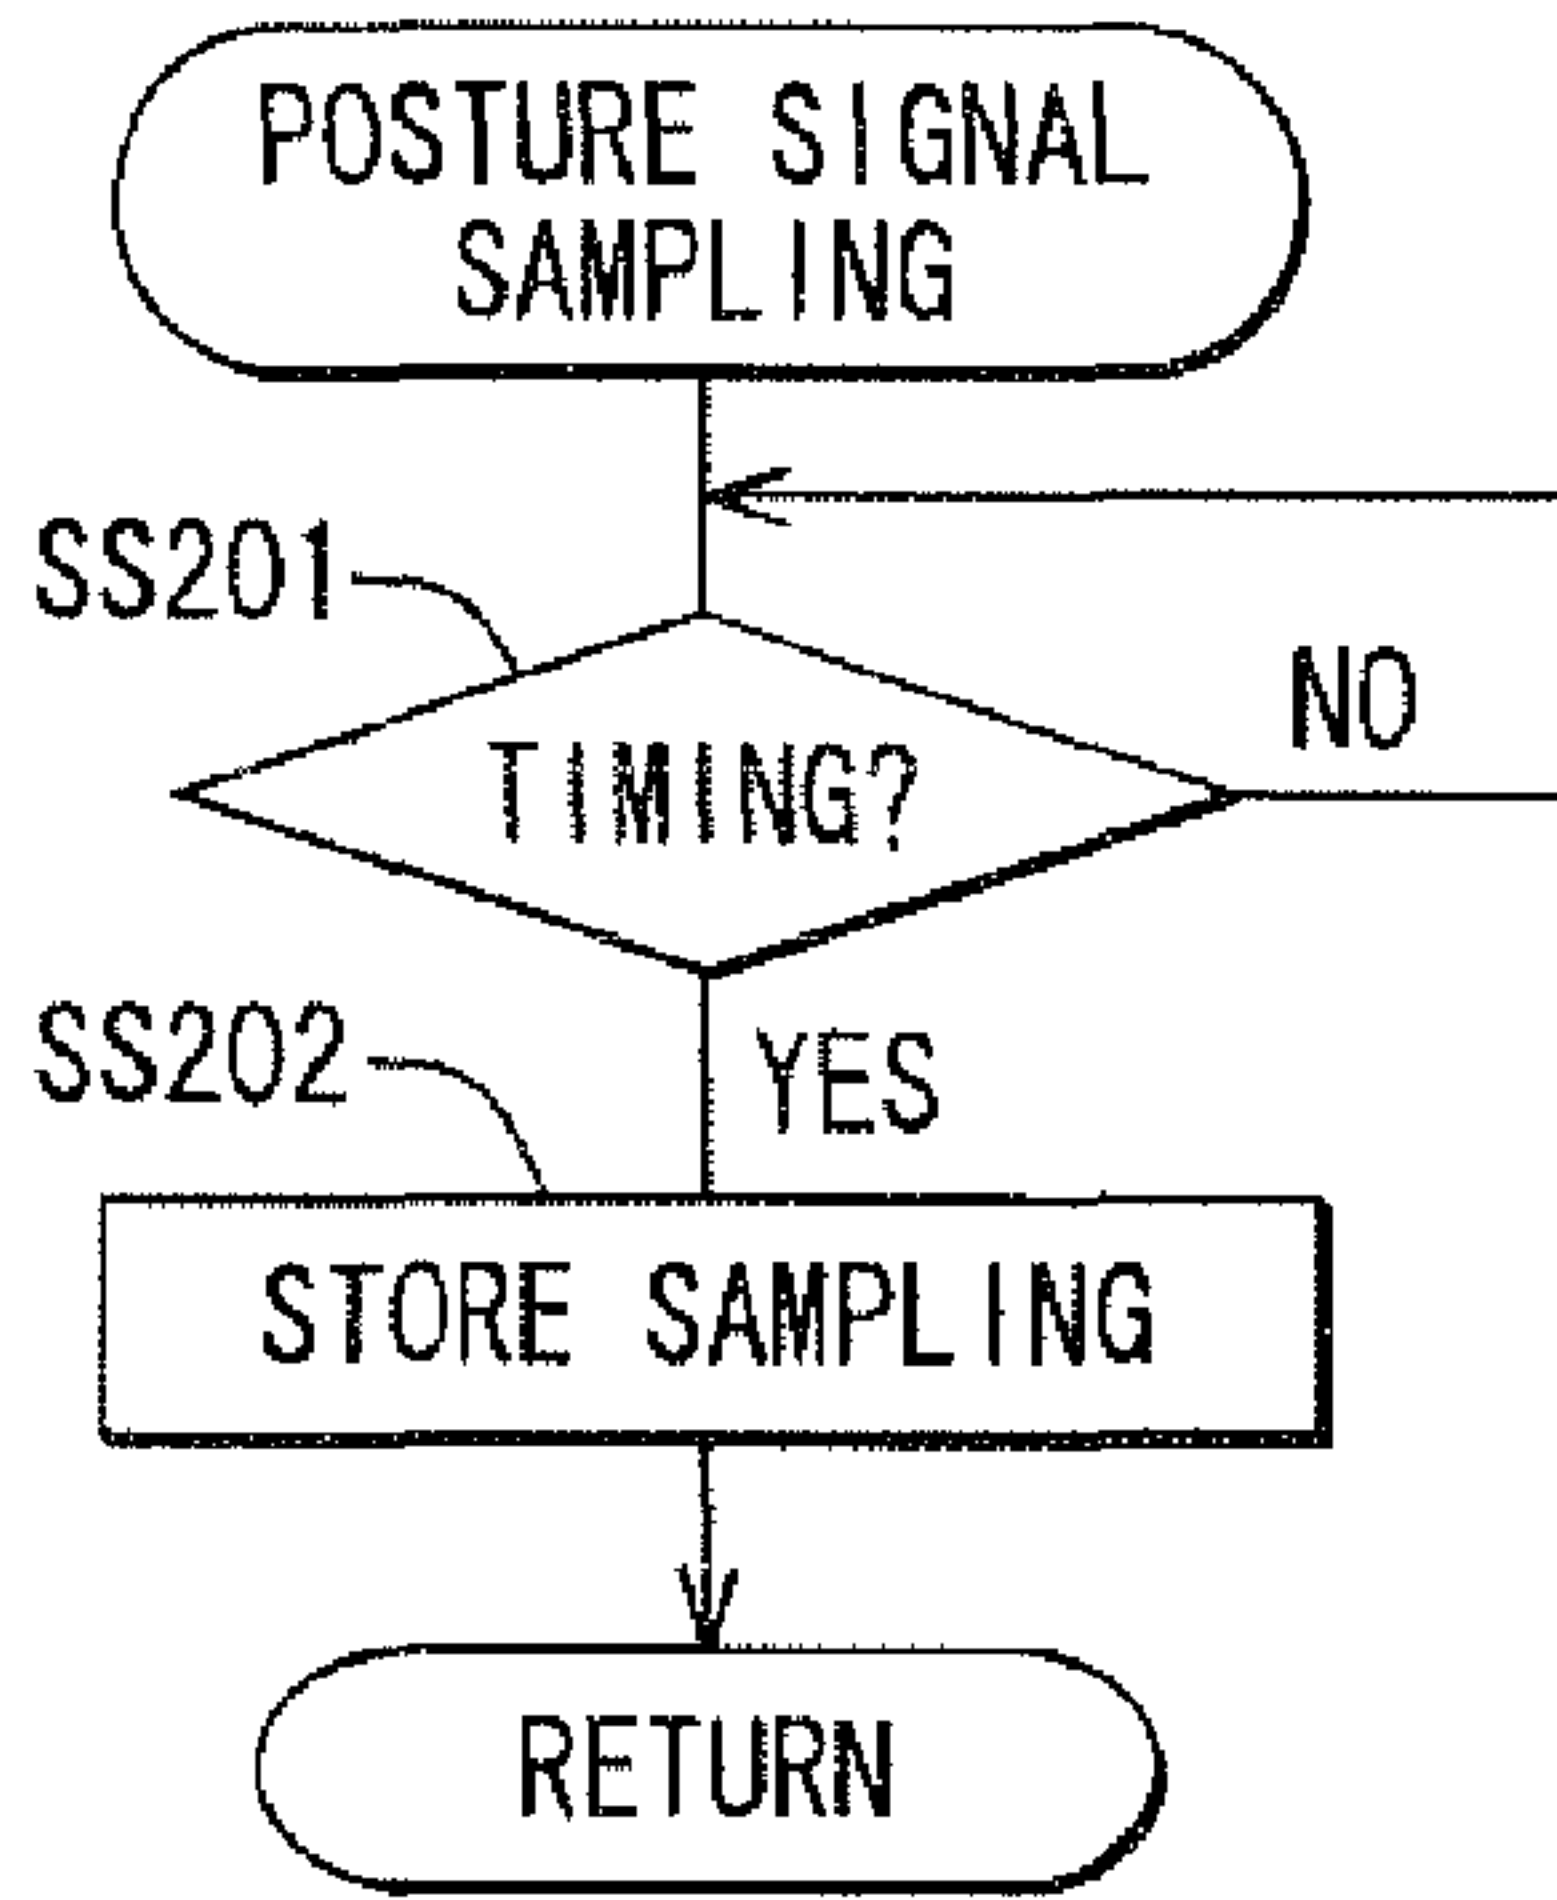 POSTURE SIGNAL
SAMPLING
SS201
NO
TIMING?
SS202
YES
STORE SAMPLING
RETURN